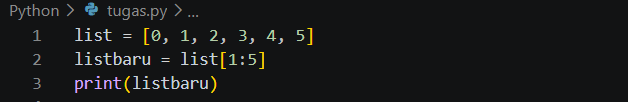 Python > tugas.py > ...
1 list = [0, 1, 2, 3, 4, 5]
2 listbaru = list[1:5]
3 print(listbaru)